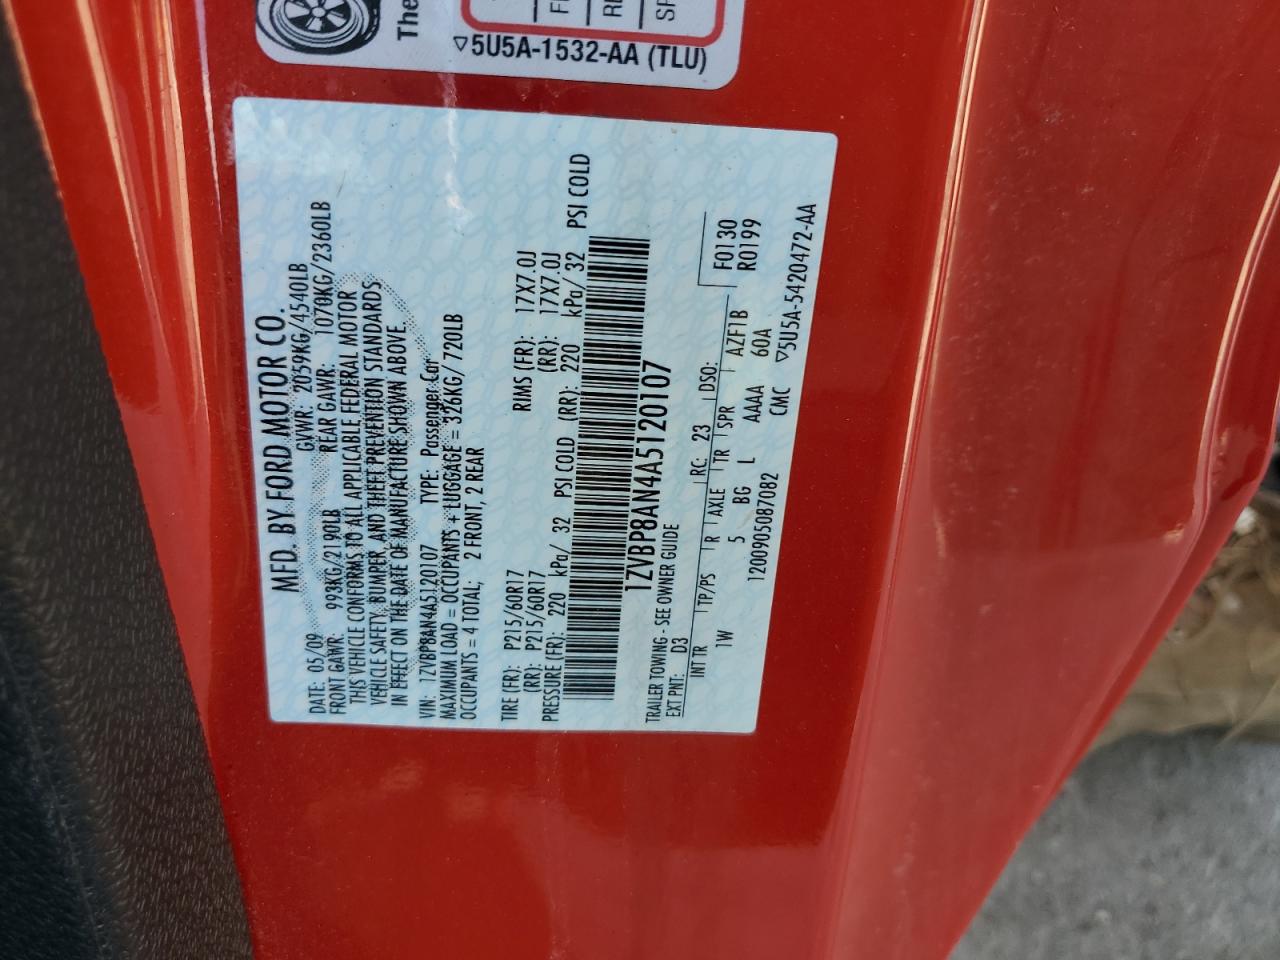 The
FI
RE
SP
▽5U5A-1532-AA (TLU)
MFD. BY FORD MOTOR CO.
DATE: 05/09 GVWR: 2059KG/4540LB
FRONT GAWR: 993KG/2190LB REAR GAWR: 1070KG/2360LB
THIS VEHICLE CONFORMS TO ALL APPLICABLE FEDERAL MOTOR
VEHICLE SAFETY, BUMPER, AND THEFT PREVENTION STANDARDS
IN EFFECT ON THE DATE OF MANUFACTURE SHOWN ABOVE.
VIN: 1ZVBP8AN4A5120107 TYPE: Passenger Car
MAXIMUM LOAD = OCCUPANTS + LUGGAGE = 326KG/ 720LB
OCCUPANTS = 4 TOTAL; 2 FRONT, 2 REAR
TIRE (FR): P215/60R17 RIMS (FR): 17X7.0J
(RR): P215/60R17 (RR): 17X7.0J
PRESSURE (FR): 220 kPa/ 32 PSI COLD (RR): 220 kPa/ 32 PSI COLD
1ZVBP8AN4A5120107
TRAILER TOWING - SEE OWNER GUIDE
EXT PNT: D3 RC: 23 DSO: F0130
INT TR TP/PS R AXLE TR SPR R0199
1W 5 BG L AAAA AZF1B
1200905087082 CMC 60A
▽5U5A-5420472-AA